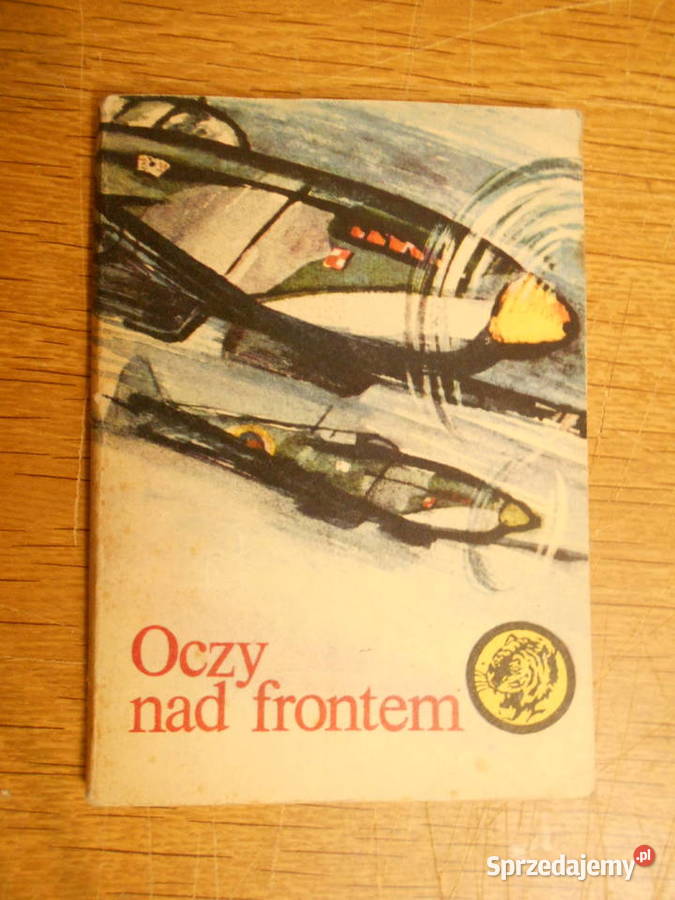 Oczy
nad frontem
Sprzedajemy.pl